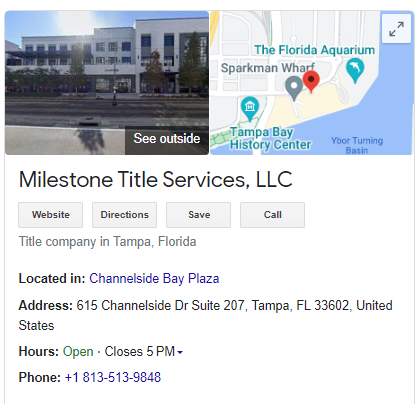 See outside
The Florida Aquarium
Sparkman Wharf
Tampa Bay
History Center
Ybor Turning
Basin
Milestone Title Services, LLC
Website Directions Save Call
Title company in Tampa, Florida
Located in: Channelside Bay Plaza
Address: 615 Channelside Dr Suite 207, Tampa, FL 33602, United
States
Hours: Open · Closes 5 PM
Phone: +1 813-513-9848